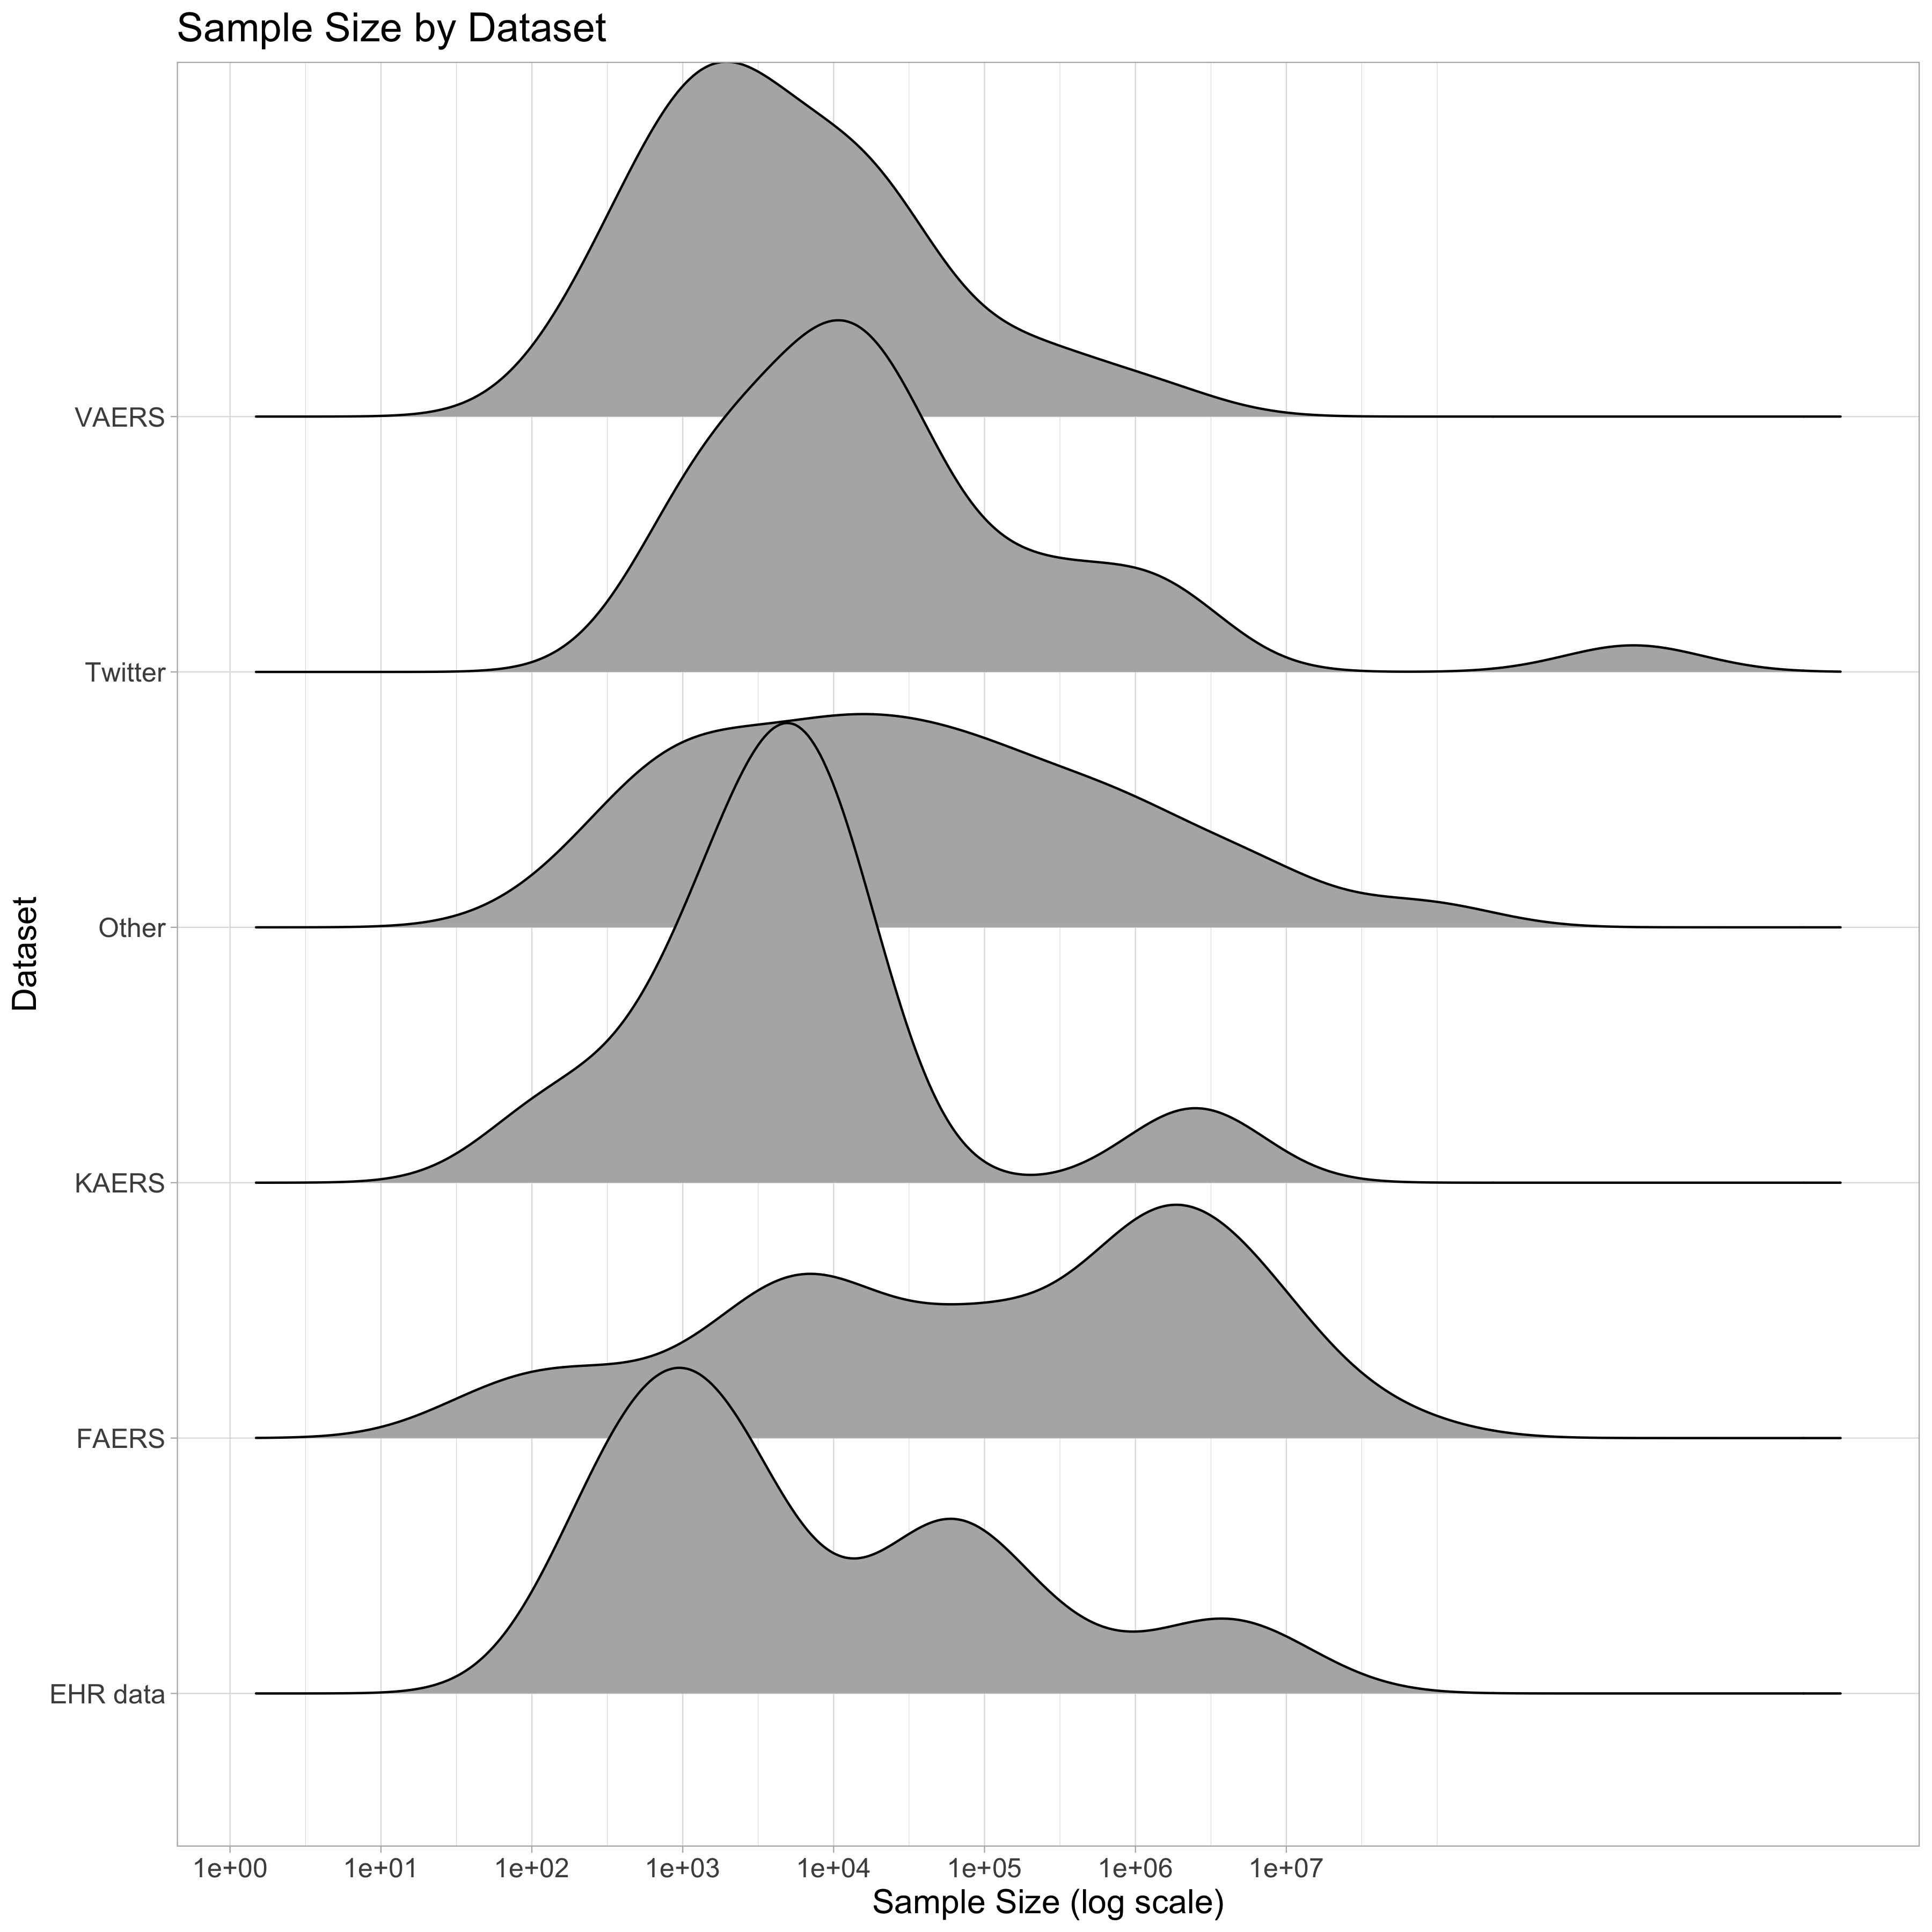 Sample Size by Dataset
VAERS
Twitter
Other
KAERS
FAERS
EHR data
Dataset
1e+00 1e+01 1e+02 1e+03 1e+04 1e+05 1e+06 1e+07
Sample Size (log scale)